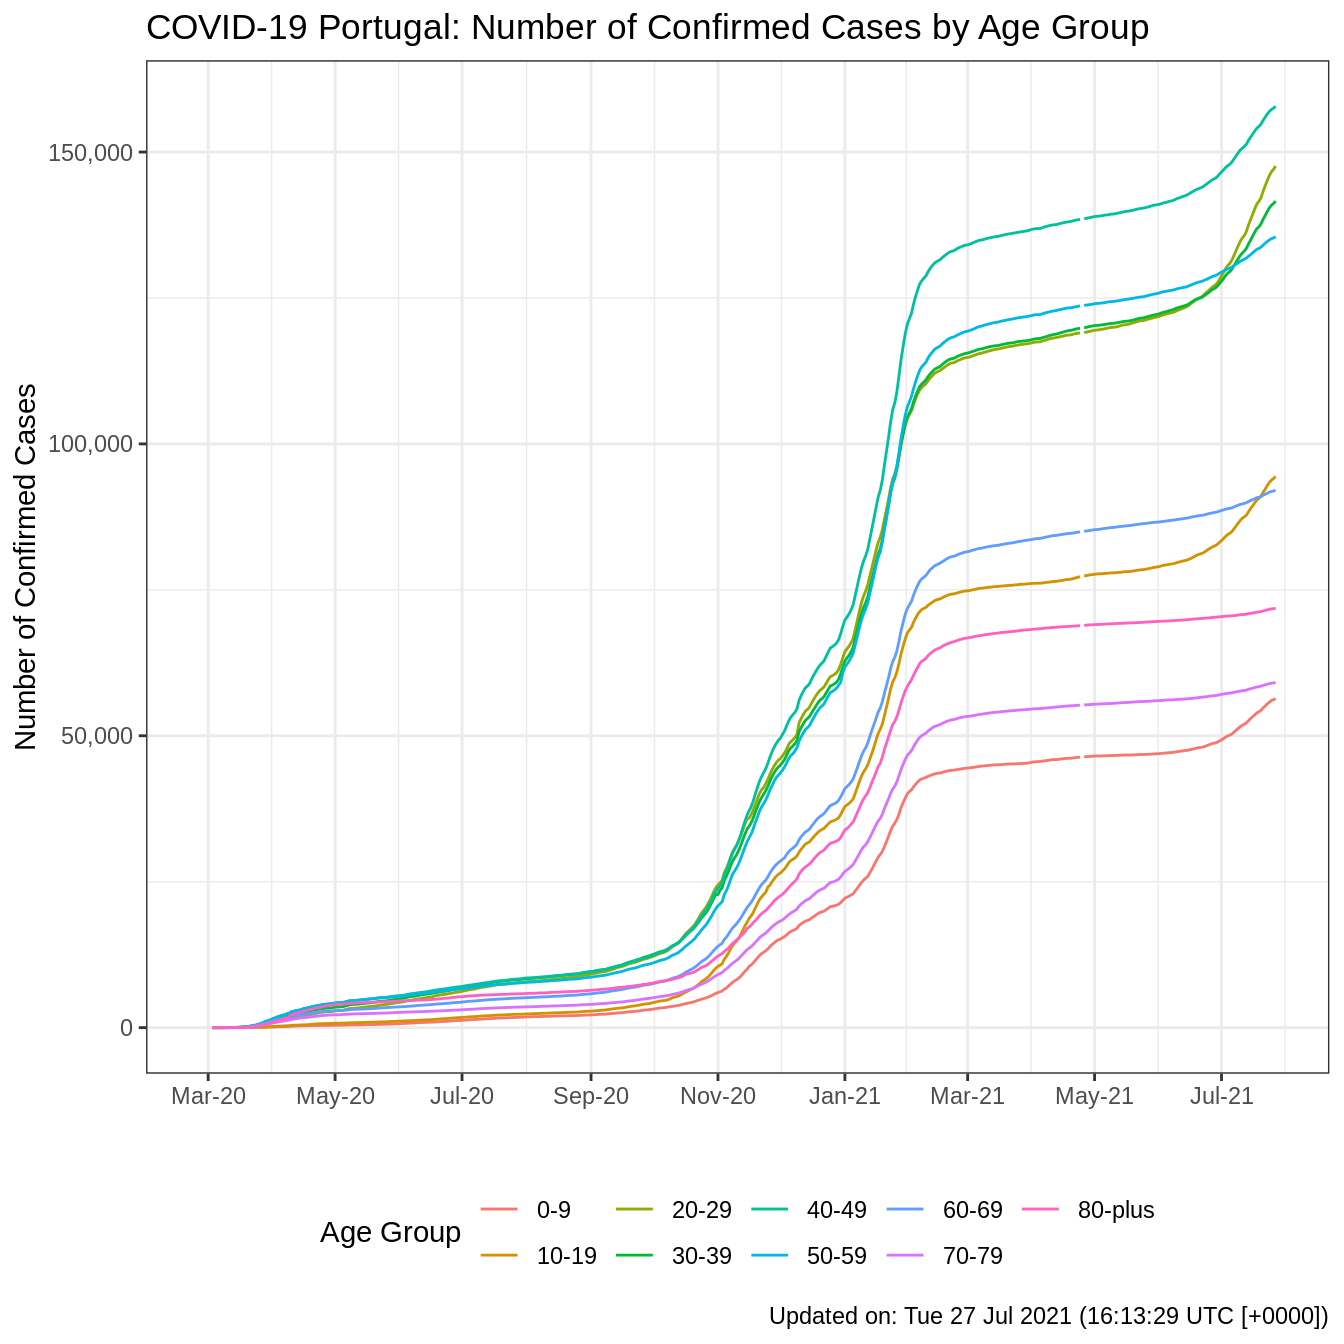 COVID-19 Portugal: Number of Confirmed Cases by Age Group
Number of Confirmed Cases
150,000
100,000
50,000
0
Mar-20 May-20 Jul-20 Sep-20 Nov-20 Jan-21 Mar-21 May-21 Jul-21
Age Group
0-9 20-29 40-49 60-69 80-plus
10-19 30-39 50-59 70-79
Updated on: Tue 27 Jul 2021 (16:13:29 UTC [+0000])